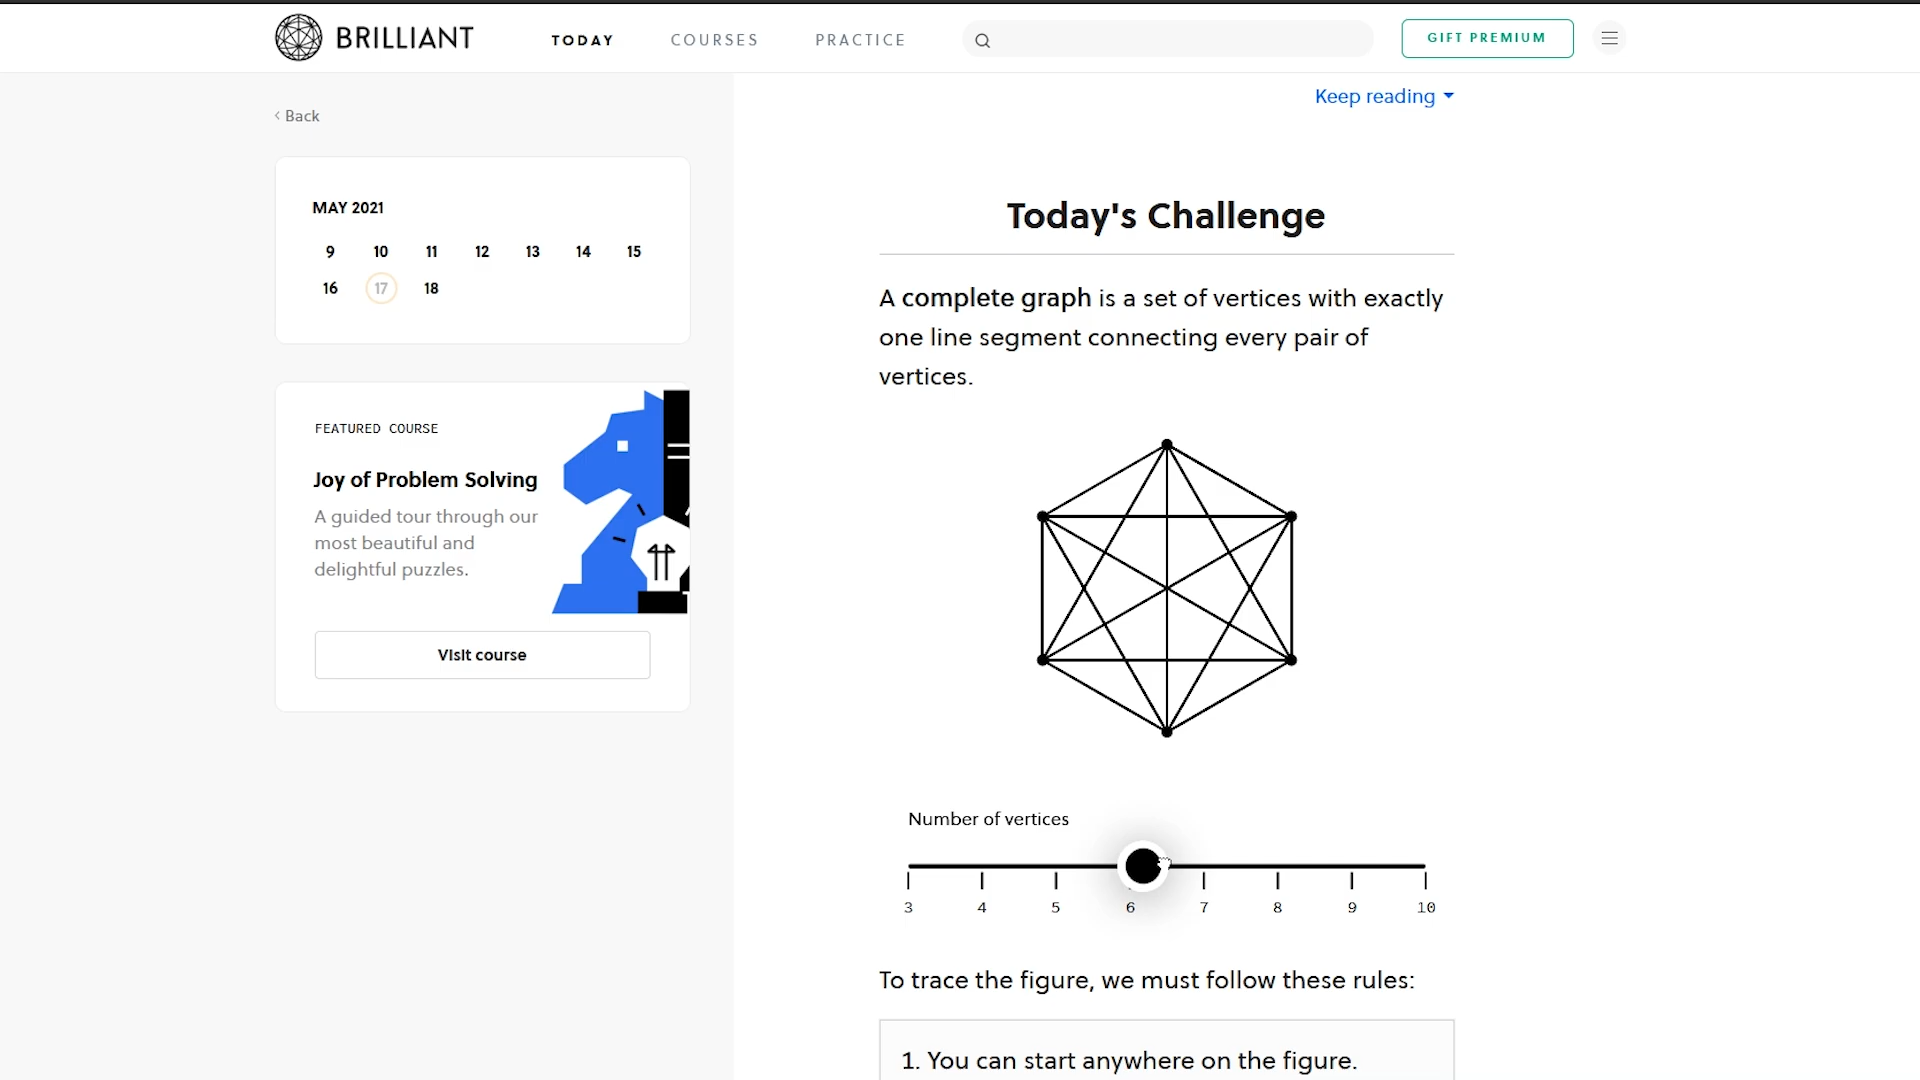 BRILLIANT
TODAY
COURSES
PRACTICE
GIFT PREMIUM
< Back
Keep reading
MAY 2021
9 10 11 12 13 14 15
16 17 18
FEATURED COURSE
Joy of Problem Solving
A guided tour through our
most beautiful and
delightful puzzles.
Visit course
Today's Challenge
A complete graph is a set of vertices with exactly
one line segment connecting every pair of
vertices.
Number of vertices
3 4 5 6 7 8 9 10
To trace the figure, we must follow these rules:
1. You can start anywhere on the figure.